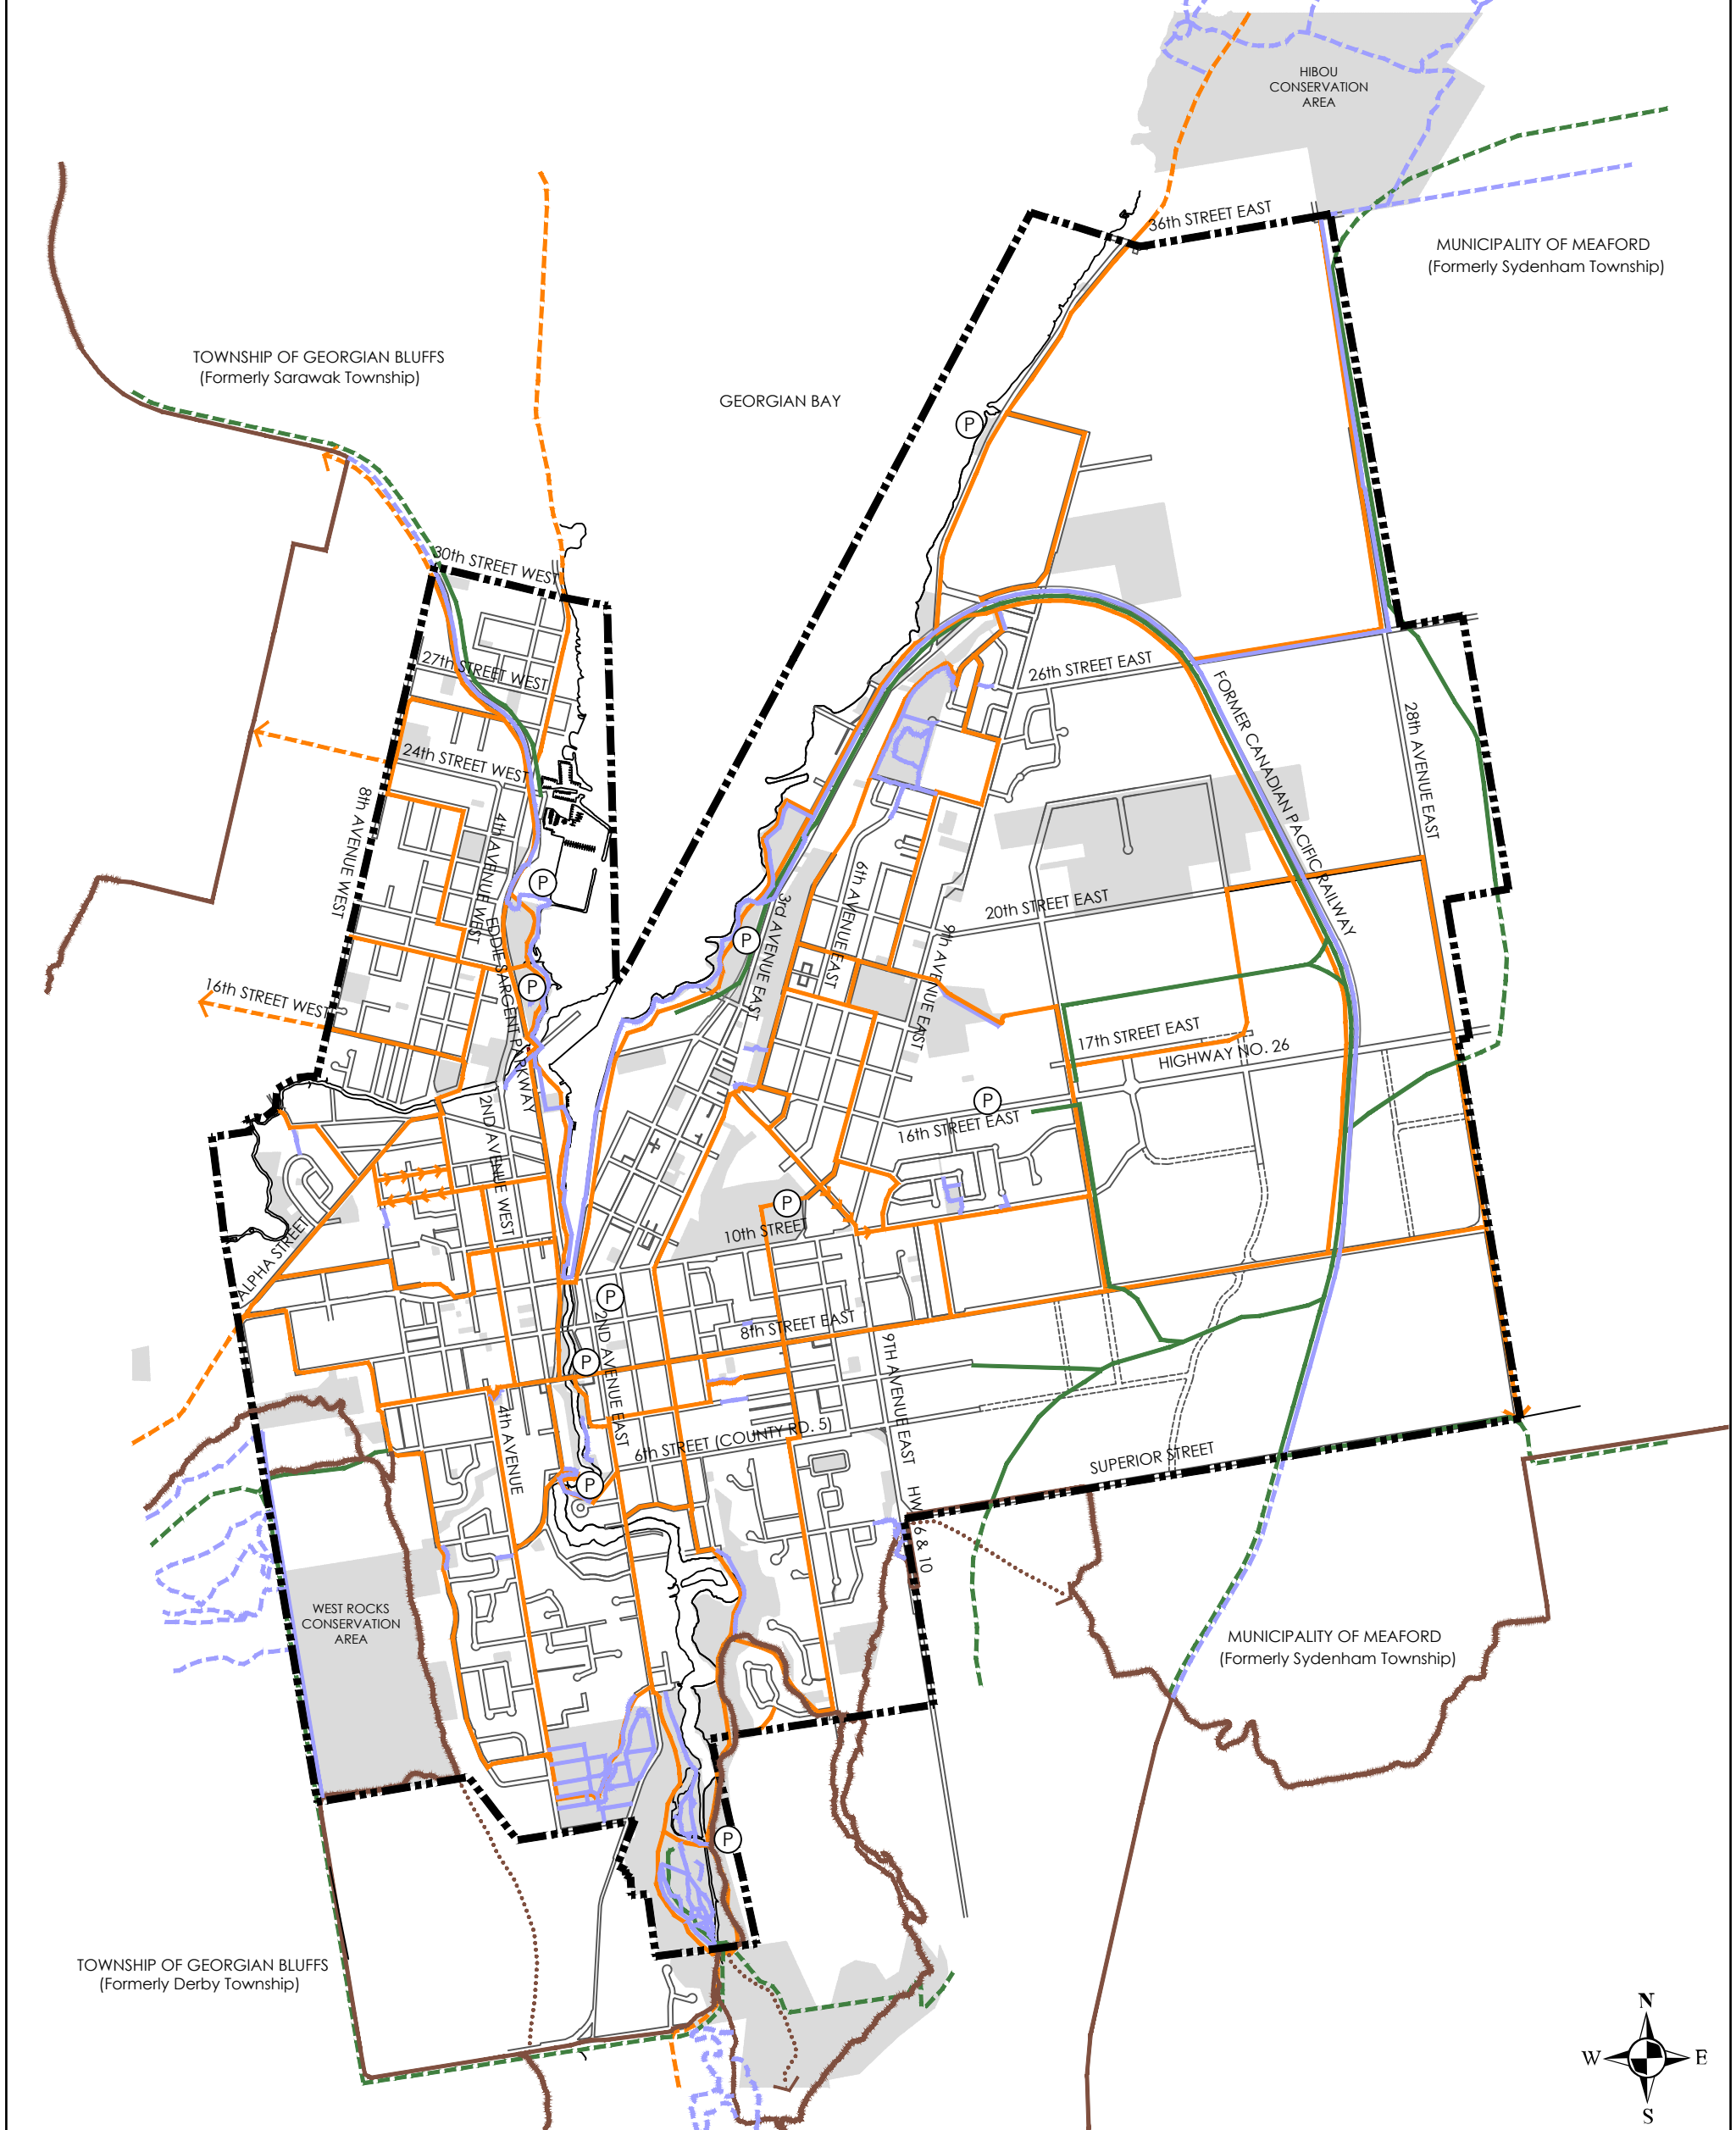 HIBOU
CONSERVATION
AREA
36th STREET EAST
MUNICIPALITY OF MEAFORD
(Formerly Sydenham Township)
TOWNSHIP OF GEORGIAN BLUFFS
(Formerly Sarawak Township)
GEORGIAN BAY
P
30th STREET WEST
27th STREET WEST
26th STREET EAST
FORMER CANADIAN PACIFIC RAILWAY
28th AVENUE EAST
24th STREET WEST
8th AVENUE WEST
4th AVENUE WEST
EDDIE SARGENT PARKWAY
P
6th AVENUE EAST
3rd AVENUE EAST
20th STREET EAST
9th AVENUE EAST
P
P
16th STREET WEST
17th STREET EAST
HIGHWAY NO. 26
P
16th STREET EAST
2ND AVENUE WEST
P
10th STREET
ALPHA STREET
P
2ND AVENUE EAST
8th STREET EAST
9TH AVENUE EAST
P
4th AVENUE
6th STREET (COUNTY RD. 5)
SUPERIOR STREET
P
6 & 10
WEST ROCKS
CONSERVATION
AREA
MUNICIPALITY OF MEAFORD
(Formerly Sydenham Township)
P
TOWNSHIP OF GEORGIAN BLUFFS
(Formerly Derby Township)
N
W
E
S